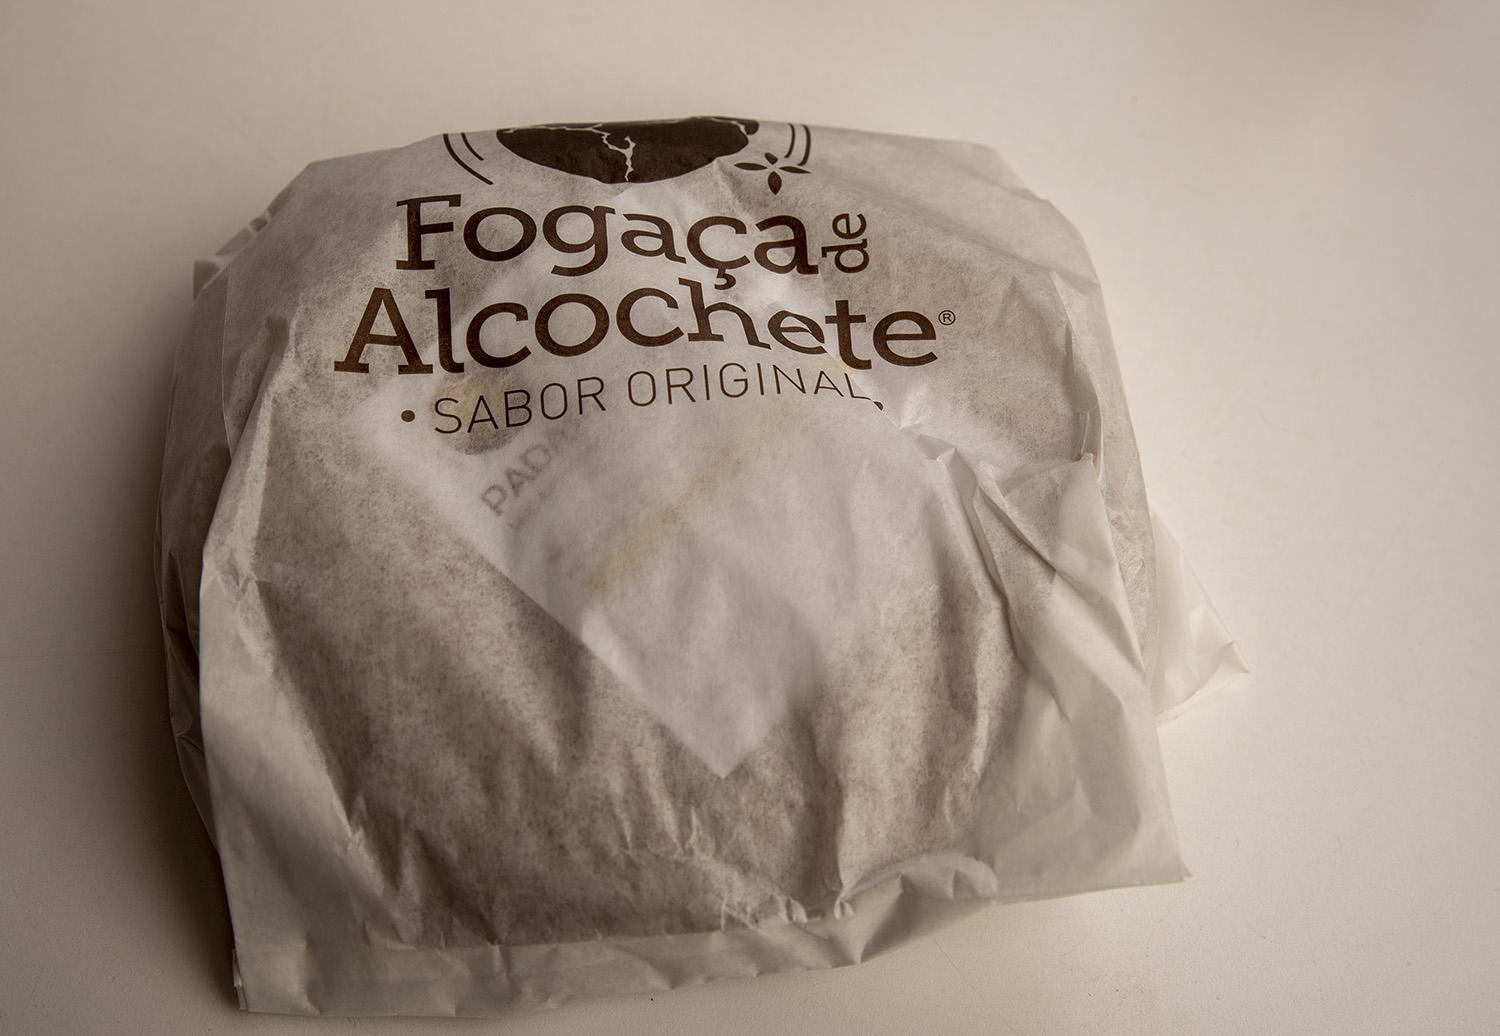 Fogaça de
Alcochete®
• SABOR ORIGINAL •